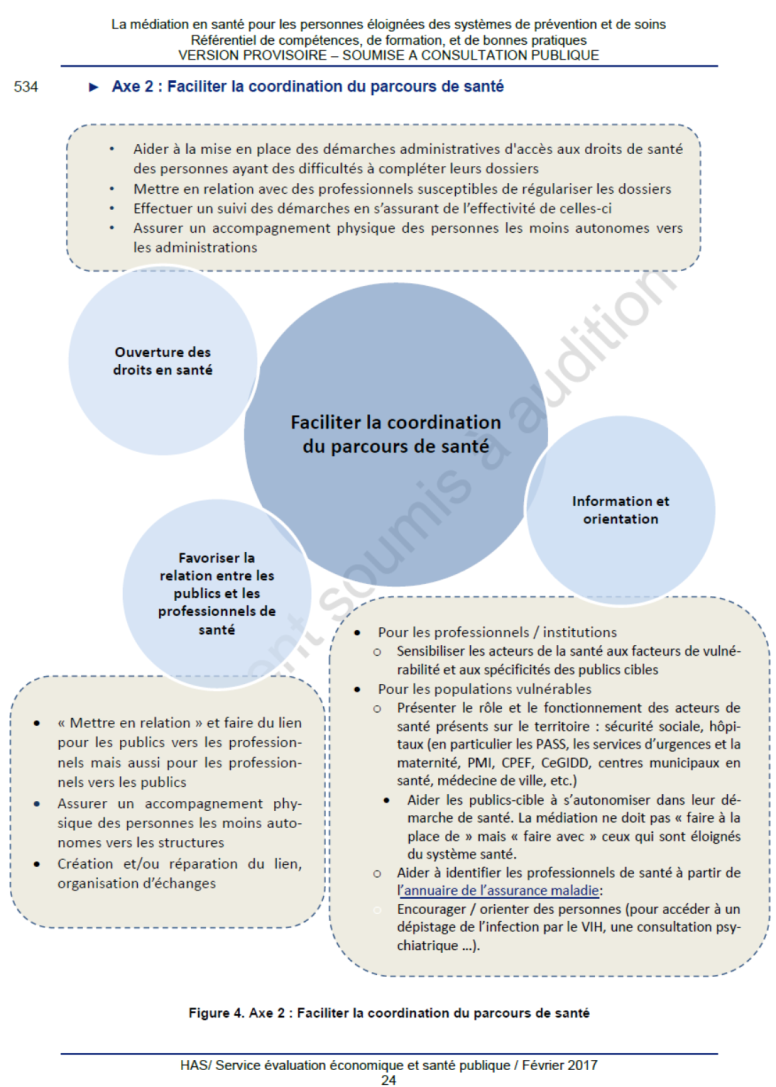 La médiation en santé pour les personnes éloignées des systèmes de prévention et de soins
Référentiel de compétences, de formation, et de bonnes pratiques
VERSION PROVISOIRE – SOUMISE A CONSULTATION PUBLIQUE
534
► Axe 2 : Faciliter la coordination du parcours de santé
• Aider à la mise en place des démarches administratives d'accès aux droits de santé
des personnes ayant des difficultés à compléter leurs dossiers
• Mettre en relation avec des professionnels susceptibles de régulariser les dossiers
• Effectuer un suivi des démarches en s’assurant de l’effectivité de celles-ci
• Assurer un accompagnement physique des personnes les moins autonomes vers
les administrations
Ouverture des
droits en santé
Faciliter la coordination
du parcours de santé
Information et
orientation
Favoriser la
relation entre les
publics et les
professionnels de
santé
• « Mettre en relation » et faire du lien
pour les publics vers les profession-
nels mais aussi pour les profession-
nels vers les publics
• Assurer un accompagnement phy-
sique des personnes les moins auto-
nomes vers les structures
• Création et/ou réparation du lien,
organisation d’échanges
• Pour les professionnels / institutions
o Sensibiliser les acteurs de la santé aux facteurs de vulné-
rabilité et aux spécificités des publics cibles
• Pour les populations vulnérables
o Présenter le rôle et le fonctionnement des acteurs de
santé présents sur le territoire : sécurité sociale, hôpi-
taux (en particulier les PASS, les services d’urgences et la
maternité, PMI, CPEF, CeGIDD, centres municipaux en
santé, médecine de ville, etc.)
• Aider les publics-cible à s’autonomiser dans leur dé-
marche de santé. La médiation ne doit pas « faire à la
place de » mais « faire avec » ceux qui sont éloignés
du système santé.
o Aider à identifier les professionnels de santé à partir de
l’annuaire de l’assurance maladie:
o Encourager / orienter des personnes (pour accéder à un
dépistage de l’infection par le VIH, une consultation psy-
chiatrique …).
ent soumis à audition
Figure 4. Axe 2 : Faciliter la coordination du parcours de santé
HAS/ Service évaluation économique et santé publique / Février 2017
24